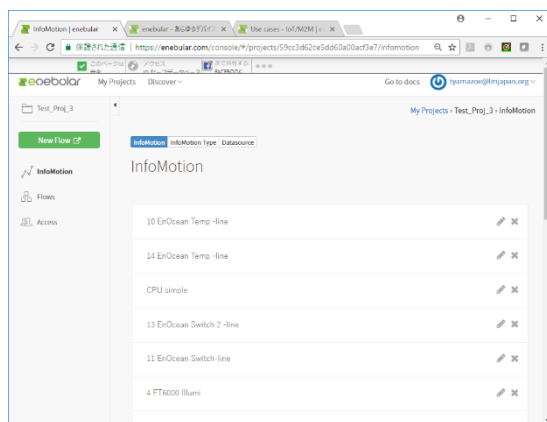 InfoMotion | enebular
enebular - あらゆるデバイ
Use cases - IoT/M2M | en
保護された通信 | https://enebular.com/console/#/projects/59cc3d62ce5dd60a00acf3e7/infomotion
enebular
My Projects
Discover
Go to docs
tyamazoe@lmjapan.org
Test_Proj_3
My Projects › Test_Proj_3 › InfoMotion
New Flow
InfoMotion
InfoMotion Type
Datasource
InfoMotion
InfoMotion
Flows
Access
10 EnOcean Temp -line
14 EnOcean Temp -line
CPU simple
13 EnOcean Switch 2 -line
11 EnOcean Switch-line
4 FT6000 Illumi